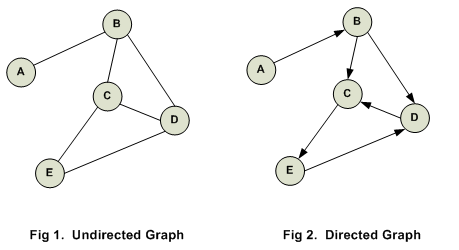 B
A
C
D
E
Fig 1. Undirected Graph
B
A
C
D
E
Fig 2. Directed Graph